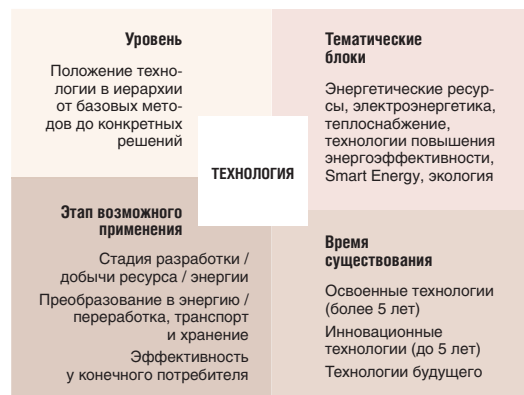 Уровень
Положение техно-
логии в иерархии
от базовых мето-
дов до конкретных
решений
Тематические
блоки
Энергетические ресур-
сы, электроэнергетика,
теплоснабжение,
технологии повышения
энергоэффективности,
Smart Energy, экология
ТЕХНОЛОГИЯ
Этап возможного
применения
Стадия разработки /
добычи ресурса / энергии
Преобразование в энергию /
переработка, транспорт
и хранение
Эффективность
у конечного потребителя
Время
существования
Освоенные технологии
(более 5 лет)
Инновационные
технологии (до 5 лет)
Технологии будущего